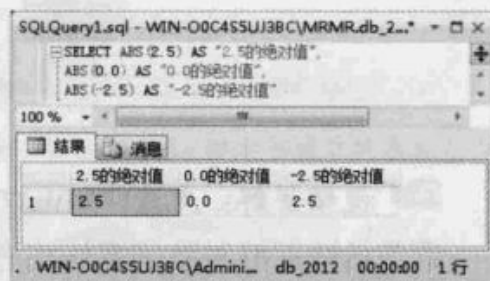 SQLQuery1.sql - WIN-O0C4S5UJ3BC\MRMR.db_2...*
SELECT ABS(2.5) AS "2.5的绝对值",
ABS(0.0) AS "0.0的绝对值",
ABS(-2.5) AS "-2.5的绝对值"
100 %
结果 消息
2.5的绝对值 0.0的绝对值 -2.5的绝对值
1 2.5 0.0 2.5
. WIN-O0C4S5UJ3BC\Admini... db_2012 00:00:00 1 行